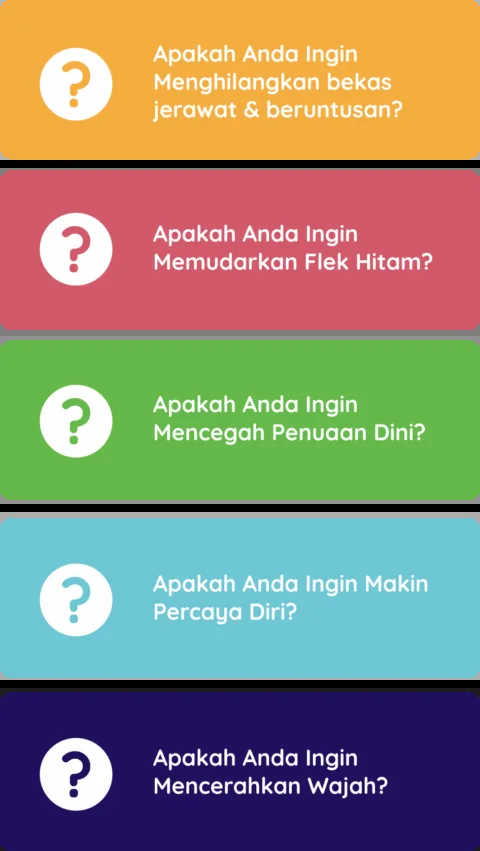 ?
Apakah Anda Ingin
Menghilangkan bekas
jerawat & beruntusan?
?
Apakah Anda Ingin
Memudarkan Flek Hitam?
?
Apakah Anda Ingin
Mencegah Penuaan Dini?
?
Apakah Anda Ingin Makin
Percaya Diri?
?
Apakah Anda Ingin
Mencerahkan Wajah?